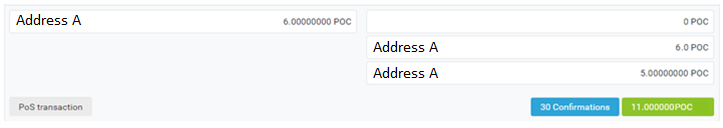 Address A 6.00000000 POC
0 POC
Address A 6.0 POC
Address A 5.00000000 POC
PoS transaction
30 Confirmations
11.000000POC